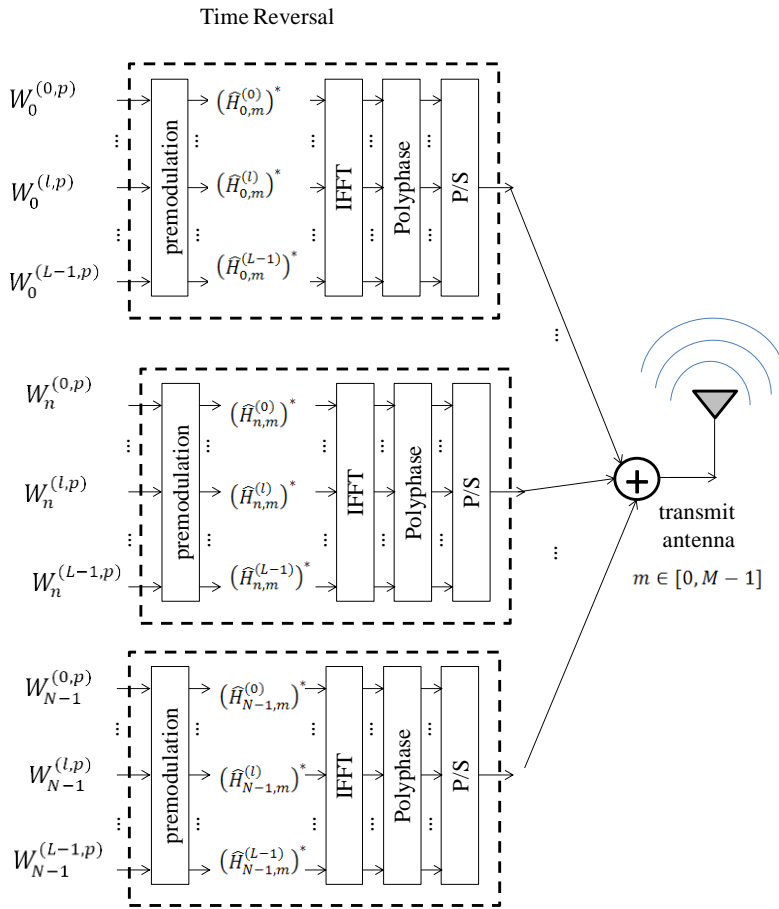 Time Reversal
W_0^{(0,p)}
⋮
W_0^{(l,p)}
⋮
W_0^{(L-1,p)}
premodulation
(Ĥ_{0,m}^{(0)})^*
⋮
(Ĥ_{0,m}^{(l)})^*
⋮
(Ĥ_{0,m}^{(L-1)})^*
IFFT
Polyphase
P/S
W_n^{(0,p)}
⋮
W_n^{(l,p)}
⋮
W_n^{(L-1,p)}
premodulation
(Ĥ_{n,m}^{(0)})^*
⋮
(Ĥ_{n,m}^{(l)})^*
⋮
(Ĥ_{n,m}^{(L-1)})^*
IFFT
Polyphase
P/S
W_{N-1}^{(0,p)}
⋮
W_{N-1}^{(l,p)}
⋮
W_{N-1}^{(L-1,p)}
premodulation
(Ĥ_{N-1,m}^{(0)})^*
⋮
(Ĥ_{N-1,m}^{(l)})^*
⋮
(Ĥ_{N-1,m}^{(L-1)})^*
IFFT
Polyphase
P/S
+
transmit
antenna
m ∈ [0, M − 1]